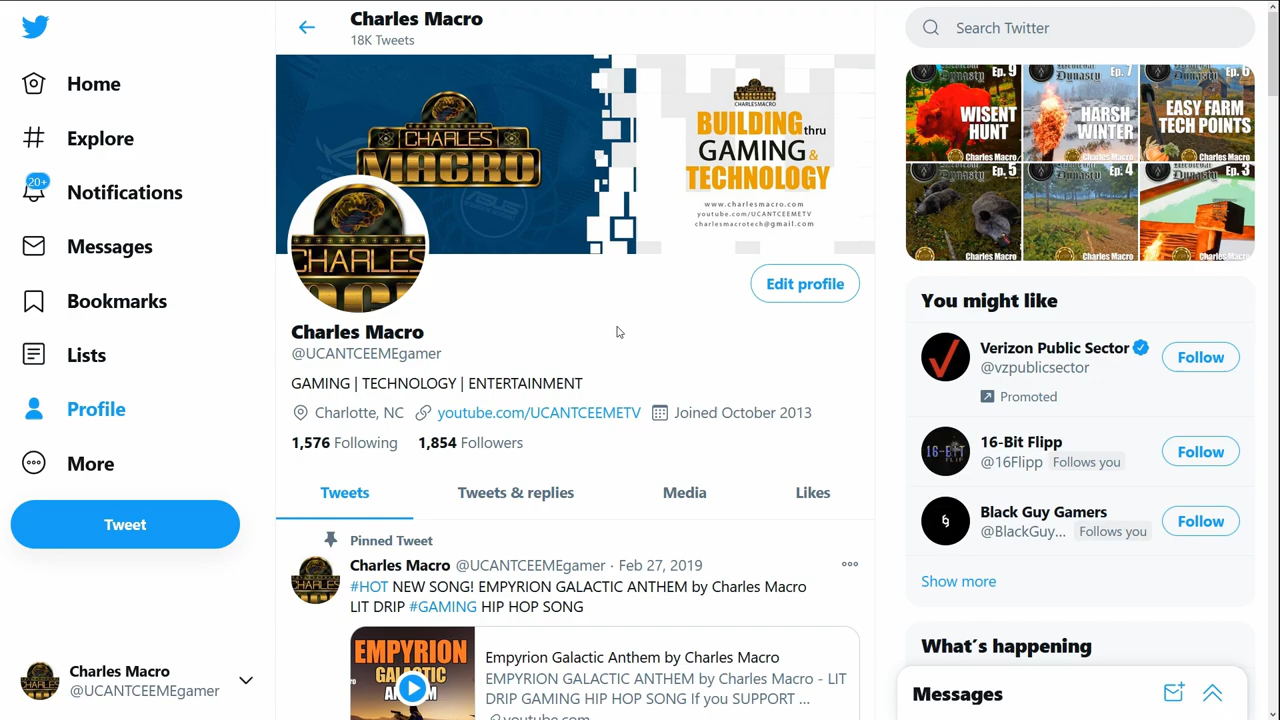 Charles Macro
18K Tweets
Search Twitter
Home
Explore
20+
Notifications
Messages
Bookmarks
Lists
Profile
More
Tweet
Charles Macro
@UCANTCEEMEgamer
CHARLES
MACRO
MACRO
CHARLESMACRO
BUILDING thru
GAMING &
TECHNOLOGY
www.charlesmacro.com
youtube.com/UCANTCEEMETV
charlesmacrotech@gmail.com
CHARLES
Edit profile
Charles Macro
@UCANTCEEMEgamer
GAMING | TECHNOLOGY | ENTERTAINMENT
Charlotte, NC youtube.com/UCANTCEEMETV Joined October 2013
1,576 Following 1,854 Followers
Tweets Tweets & replies Media Likes
Pinned Tweet
Charles Macro @UCANTCEEMEgamer · Feb 27, 2019
#HOT NEW SONG! EMPYRION GALACTIC ANTHEM by Charles Macro
LIT DRIP #GAMING HIP HOP SONG
EMPYRION
GALACTIC
ANTHEM
Empyrion Galactic Anthem by Charles Macro
EMPYRION GALACTIC ANTHEM by Charles Macro - LIT
DRIP GAMING HIP HOP SONG If you SUPPORT ...
youtube.com
Dynasty Ep. 9
WISENT
HUNT
Charles Macro
Dynasty Ep. 7
HARSH
WINTER
Charles Macro
Dynasty Ep. 6
EASY FARM
TECH POINTS
Charles Macro
Medieval Dynasty Ep. 5
Charles Macro
Medieval Dynasty Ep. 4
Medieval Dynasty Ep. 3
You might like
Verizon Public Sector
@vzpublicsector
Promoted
Follow
16-Bit Flipp
@16Flipp Follows you
Follow
Black Guy Gamers
@BlackGuy... Follows you
Follow
Show more
What's happening
Messages